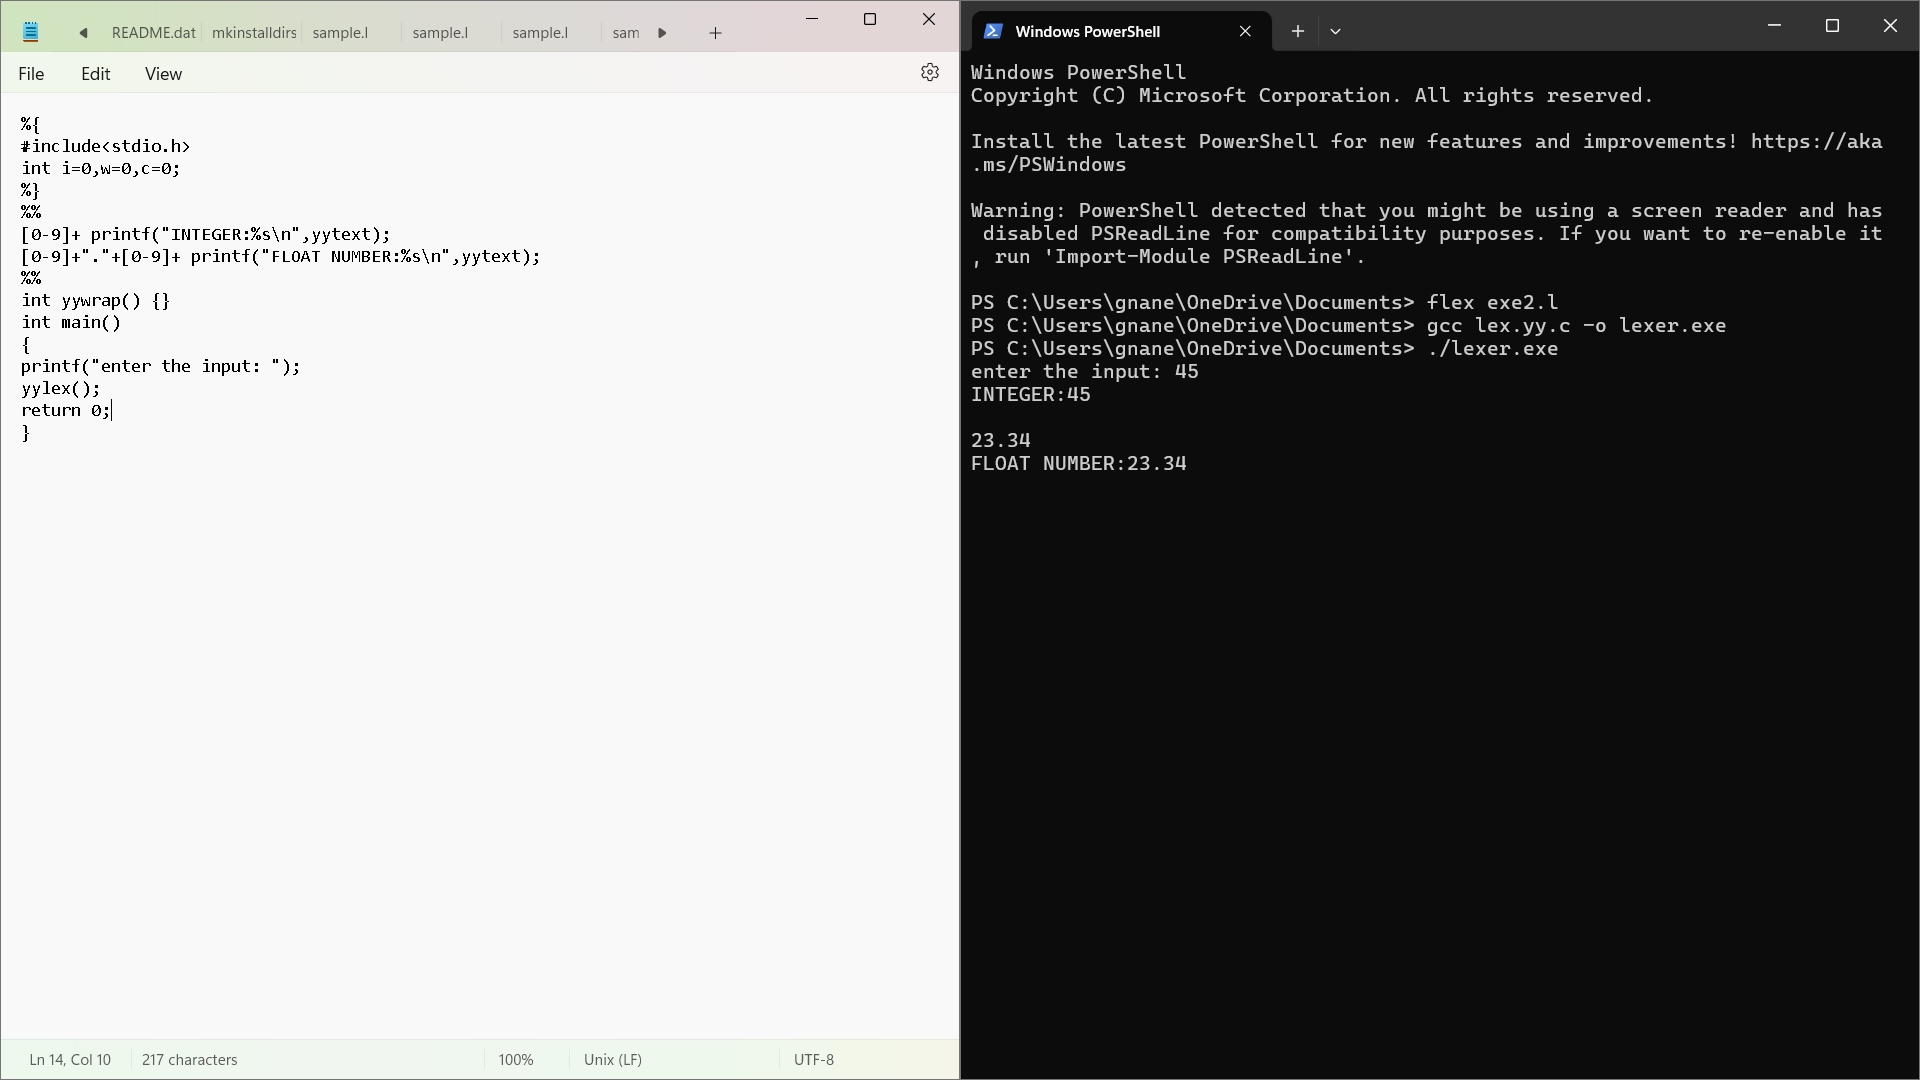 README.dat mkinstalldirs sample.l sample.l sample.l sam
File Edit View
%{
#include<stdio.h>
int i=0,w=0,c=0;
%}
%%
[0-9]+ printf("INTEGER:%s\n",yytext);
[0-9]+"."+[0-9]+ printf("FLOAT NUMBER:%s\n",yytext);
%%
int yywrap() {}
int main()
{
printf("enter the input: ");
yylex();
return 0;
}
Ln 14, Col 10 217 characters 100% Unix (LF) UTF-8
Windows PowerShell
Windows PowerShell
Copyright (C) Microsoft Corporation. All rights reserved.
Install the latest PowerShell for new features and improvements! https://aka
.ms/PSWindows
Warning: PowerShell detected that you might be using a screen reader and has
disabled PSReadLine for compatibility purposes. If you want to re-enable it
, run 'Import-Module PSReadLine'.
PS C:\Users\gnane\OneDrive\Documents> flex exe2.l
PS C:\Users\gnane\OneDrive\Documents> gcc lex.yy.c -o lexer.exe
PS C:\Users\gnane\OneDrive\Documents> ./lexer.exe
enter the input: 45
INTEGER:45
23.34
FLOAT NUMBER:23.34